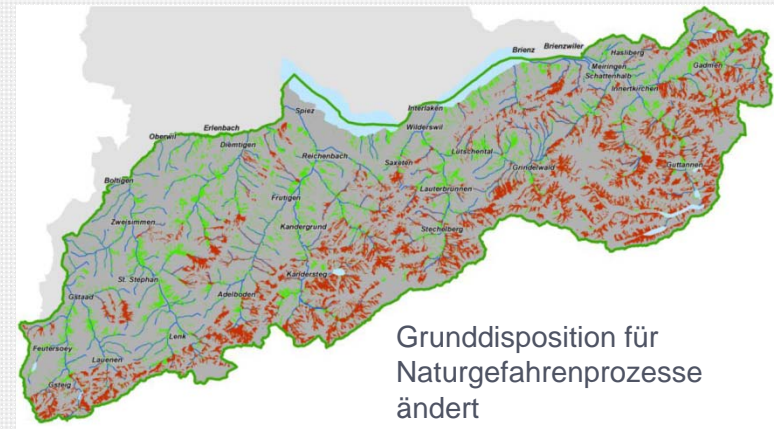 Brienz Brienzwiler
Hasliberg
Meiringen
Gadmen
Schattenhalb
Innertkirchen
Spiez
Interlaken
Wilderswil
Oberwil Erlenbach
Diemtigen
Lütschental
Reichenbach
Saxeten
Grindelwald
Guttannen
Boltigen
Lauterbrunnen
Frutigen
Zweisimmen
Kandergrund
Stechelberg
St. Stephan
Kandersteg
Gstaad
Adelboden
Lenk
Feutersoey
Lauenen
Gsteig
Grunddisposition für
Naturgefahrenprozesse
ändert